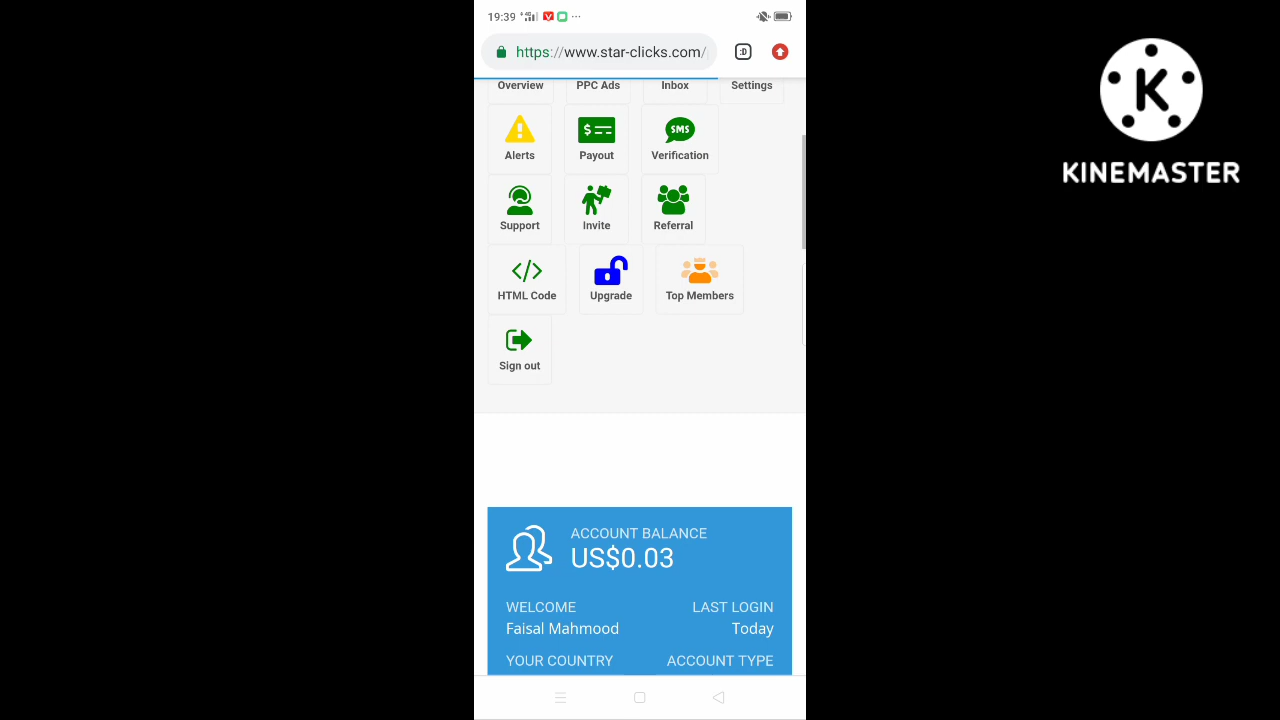 19:39
https://www.star-clicks.com/
:D
K
KINEMASTER
Overview PPC Ads Inbox Settings
$ SMS
Alerts Payout Verification
Support Invite Referral
HTML Code Upgrade Top Members
Sign out
ACCOUNT BALANCE
US$0.03
WELCOME LAST LOGIN
Faisal Mahmood Today
YOUR COUNTRY ACCOUNT TYPE